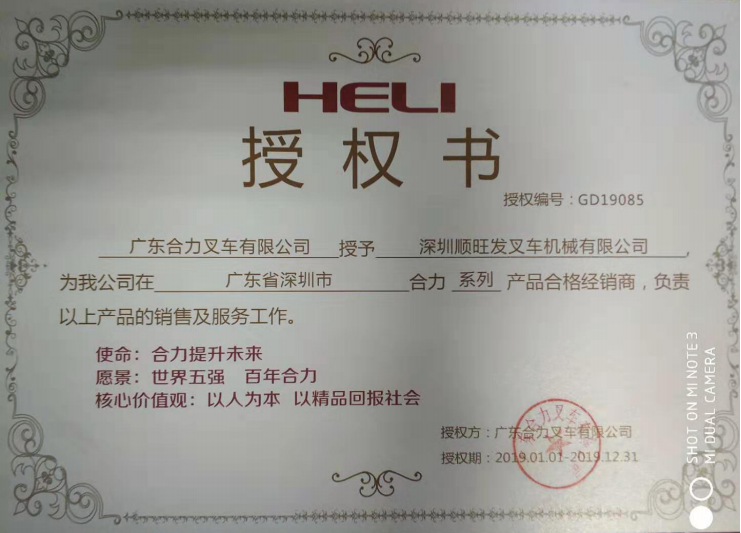 HELI
授权书
授权编号：GD19085
广东合力叉车有限公司 授予 深圳顺旺发叉车机械有限公司，
为我公司在 广东省深圳市 合力 系列 产品合格经销商，负责
以上产品的销售及服务工作。
使命：合力提升未来
愿景：世界五强 百年合力
核心价值观：以人为本 以精品回报社会
授权方：广东合力叉车有限公司
授权期：2019.01.01-2019.12.31
SHOT ON MI NOTE 3
MI DUAL CAMERA